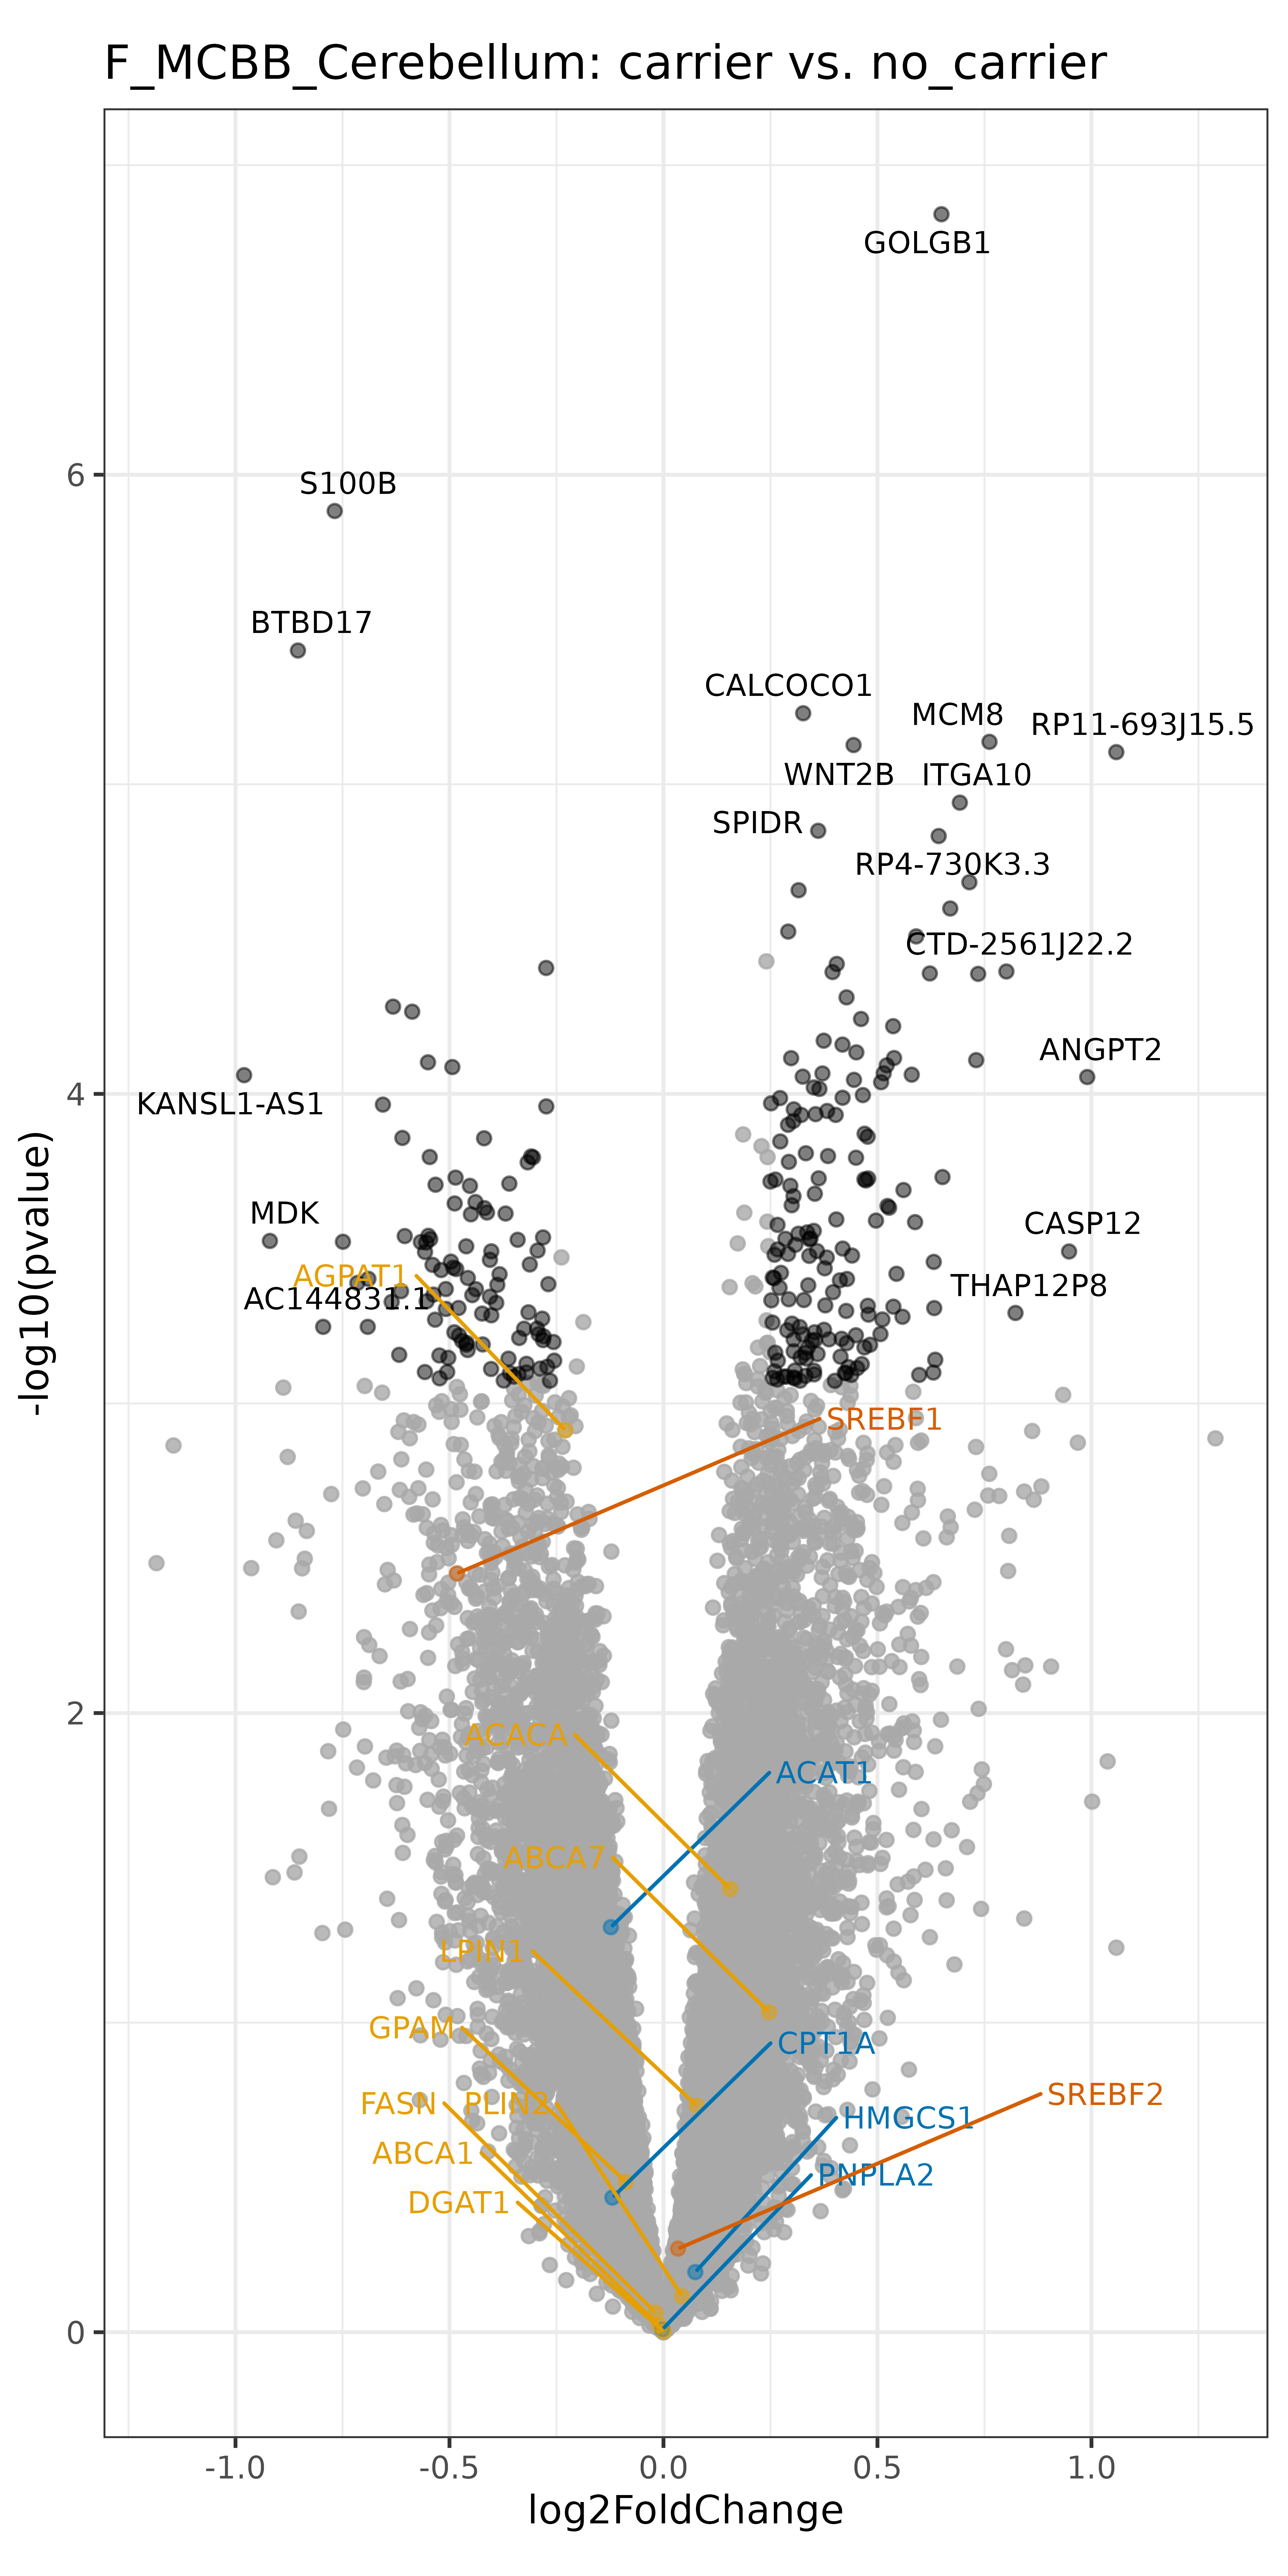 F_MCBB_Cerebellum: carrier vs. no_carrier
GOLGB1
6
S100B
BTBD17
CALCOCO1
MCM8
RP11-693J15.5
WNT2B
ITGA10
SPIDR
RP4-730K3.3
CTD-2561J22.2
ANGPT2
4
KANSL1-AS1
MDK
CASP12
AGPAT1
THAP12P8
AC144831.1
-log10(pvalue)
SREBF1
2
ACACA
ACAT1
ABCA7
LPIN1
GPAM
CPT1A
SREBF2
FASN
PLIN2
HMGCS1
ABCA1
PNPLA2
DGAT1
0
-1.0
-0.5
0.0
0.5
1.0
log2FoldChange